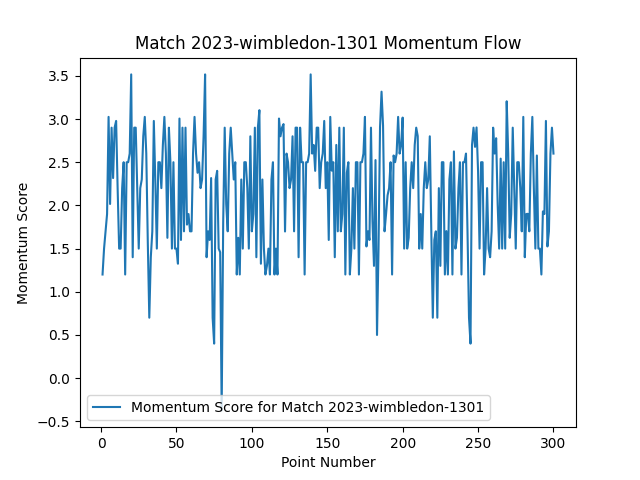 Match 2023-wimbledon-1301 Momentum Flow
3.5
3.0
2.5
2.0
1.5
1.0
0.5
0.0
−0.5
Momentum Score
Momentum Score for Match 2023-wimbledon-1301
0 50 100 150 200 250 300
Point Number